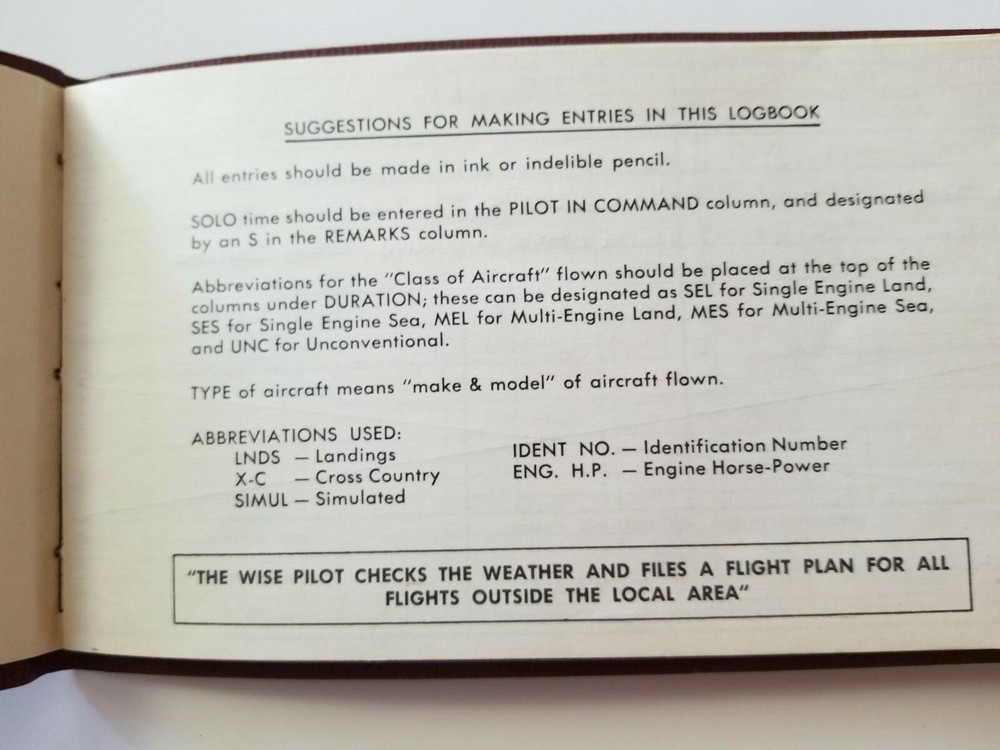 SUGGESTIONS FOR MAKING ENTRIES IN THIS LOGBOOK
All entries should be made in ink or indelible pencil.
SOLO time should be entered in the PILOT IN COMMAND column, and designated
by an S in the REMARKS column.
Abbreviations for the "Class of Aircraft" flown should be placed at the top of the
columns under DURATION; these can be designated as SEL for Single Engine Land,
SES for Single Engine Sea, MEL for Multi-Engine Land, MES for Multi-Engine Sea,
and UNC for Unconventional.
TYPE of aircraft means "make & model" of aircraft flown.
ABBREVIATIONS USED:
LNDS — Landings
X-C — Cross Country
SIMUL — Simulated
IDENT NO. — Identification Number
ENG. H.P. — Engine Horse-Power
"THE WISE PILOT CHECKS THE WEATHER AND FILES A FLIGHT PLAN FOR ALL
FLIGHTS OUTSIDE THE LOCAL AREA"